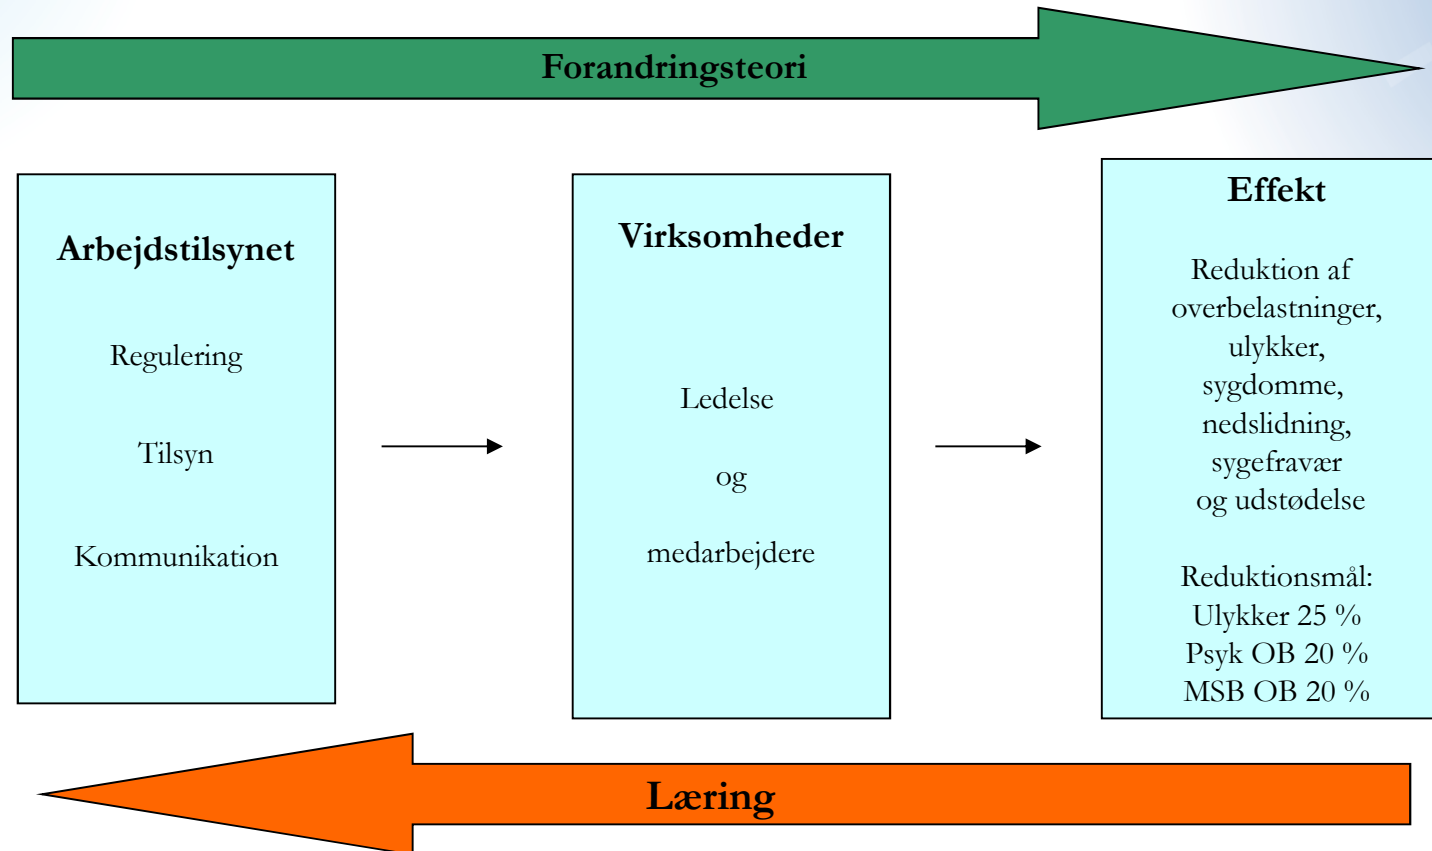 Forandringsteori
Arbejdstilsynet
Regulering
Tilsyn
Kommunikation
Virksomheder
Ledelse
og
medarbejdere
Effekt
Reduktion af
overbelastninger,
ulykker,
sygdomme,
nedslidning,
sygefravær
og udstødelse
Reduktionsmål:
Ulykker 25 %
Psyk OB 20 %
MSB OB 20 %
Læring